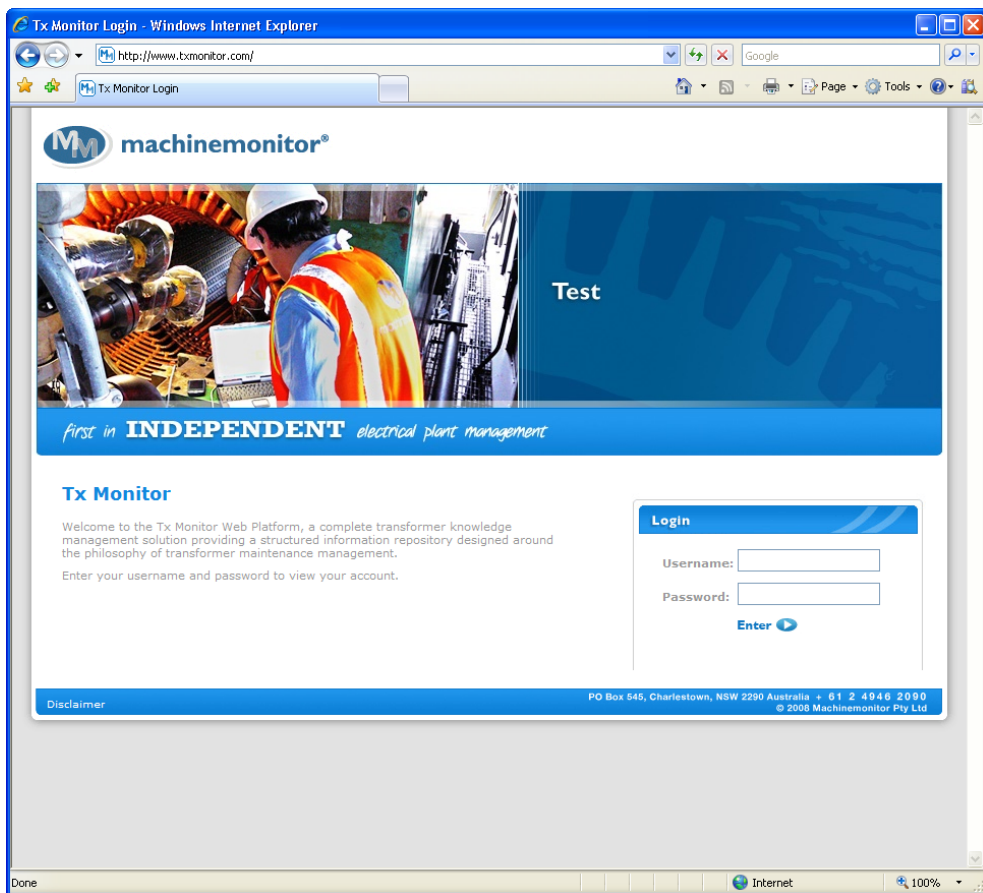 Tx Monitor Login - Windows Internet Explorer
http://www.txmonitor.com/
Google
Tx Monitor Login
Page
Tools
MM machinemonitor®
Test
first in INDEPENDENT electrical plant management
Tx Monitor
Welcome to the Tx Monitor Web Platform, a complete transformer knowledge
management solution providing a structured information repository designed around
the philosophy of transformer maintenance management.
Enter your username and password to view your account.
Login
Username:
Password:
Enter
Disclaimer
PO Box 545, Charlestown, NSW 2290 Australia + 61 2 4946 2090
© 2008 Machinemonitor Pty Ltd
Done
Internet
100%